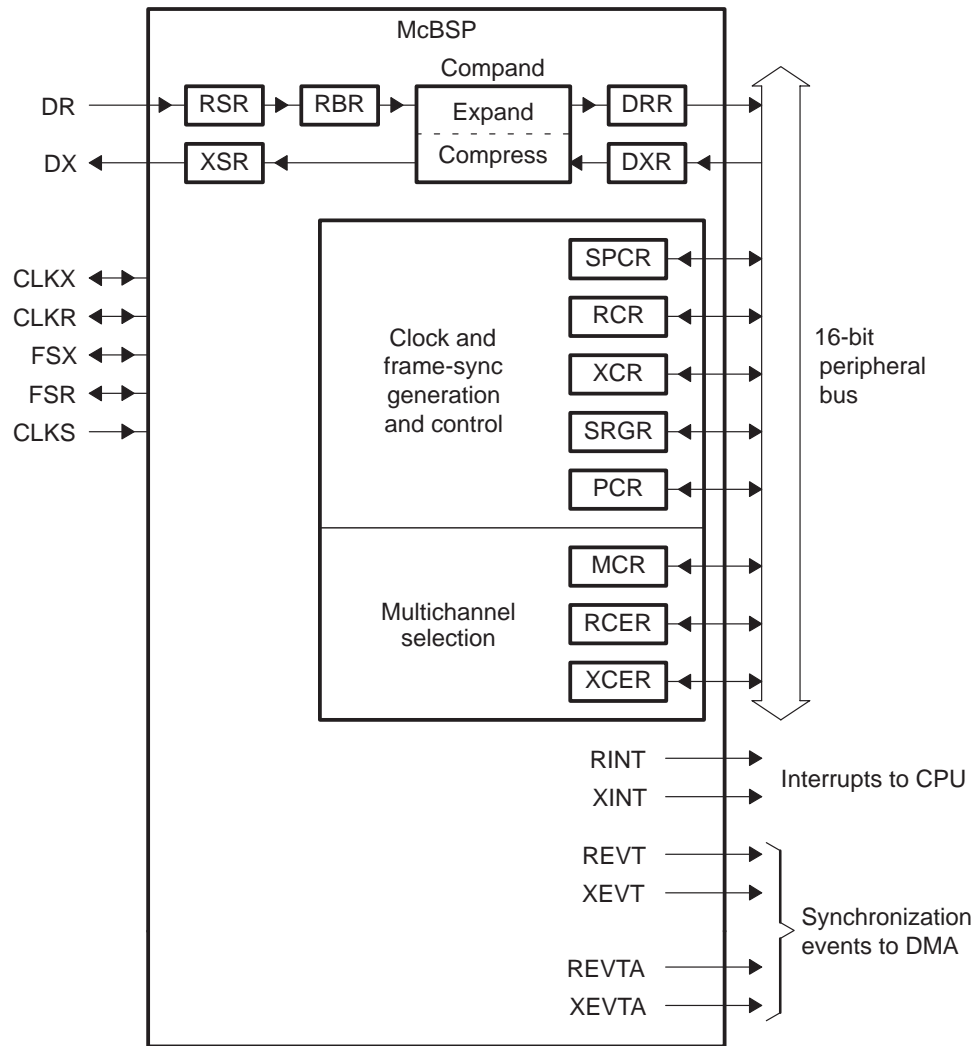 McBSP
Compand
DR
RSR
RBR
Expand
DRR
DX
XSR
Compress
DXR
CLKX
CLKR
FSX
FSR
CLKS
Clock and
frame-sync
generation
and control
SPCR
RCR
XCR
SRGR
PCR
16-bit
peripheral
bus
Multichannel
selection
MCR
RCER
XCER
RINT
XINT
Interrupts to CPU
REVT
XEVT
REVTA
XEVTA
Synchronization
events to DMA